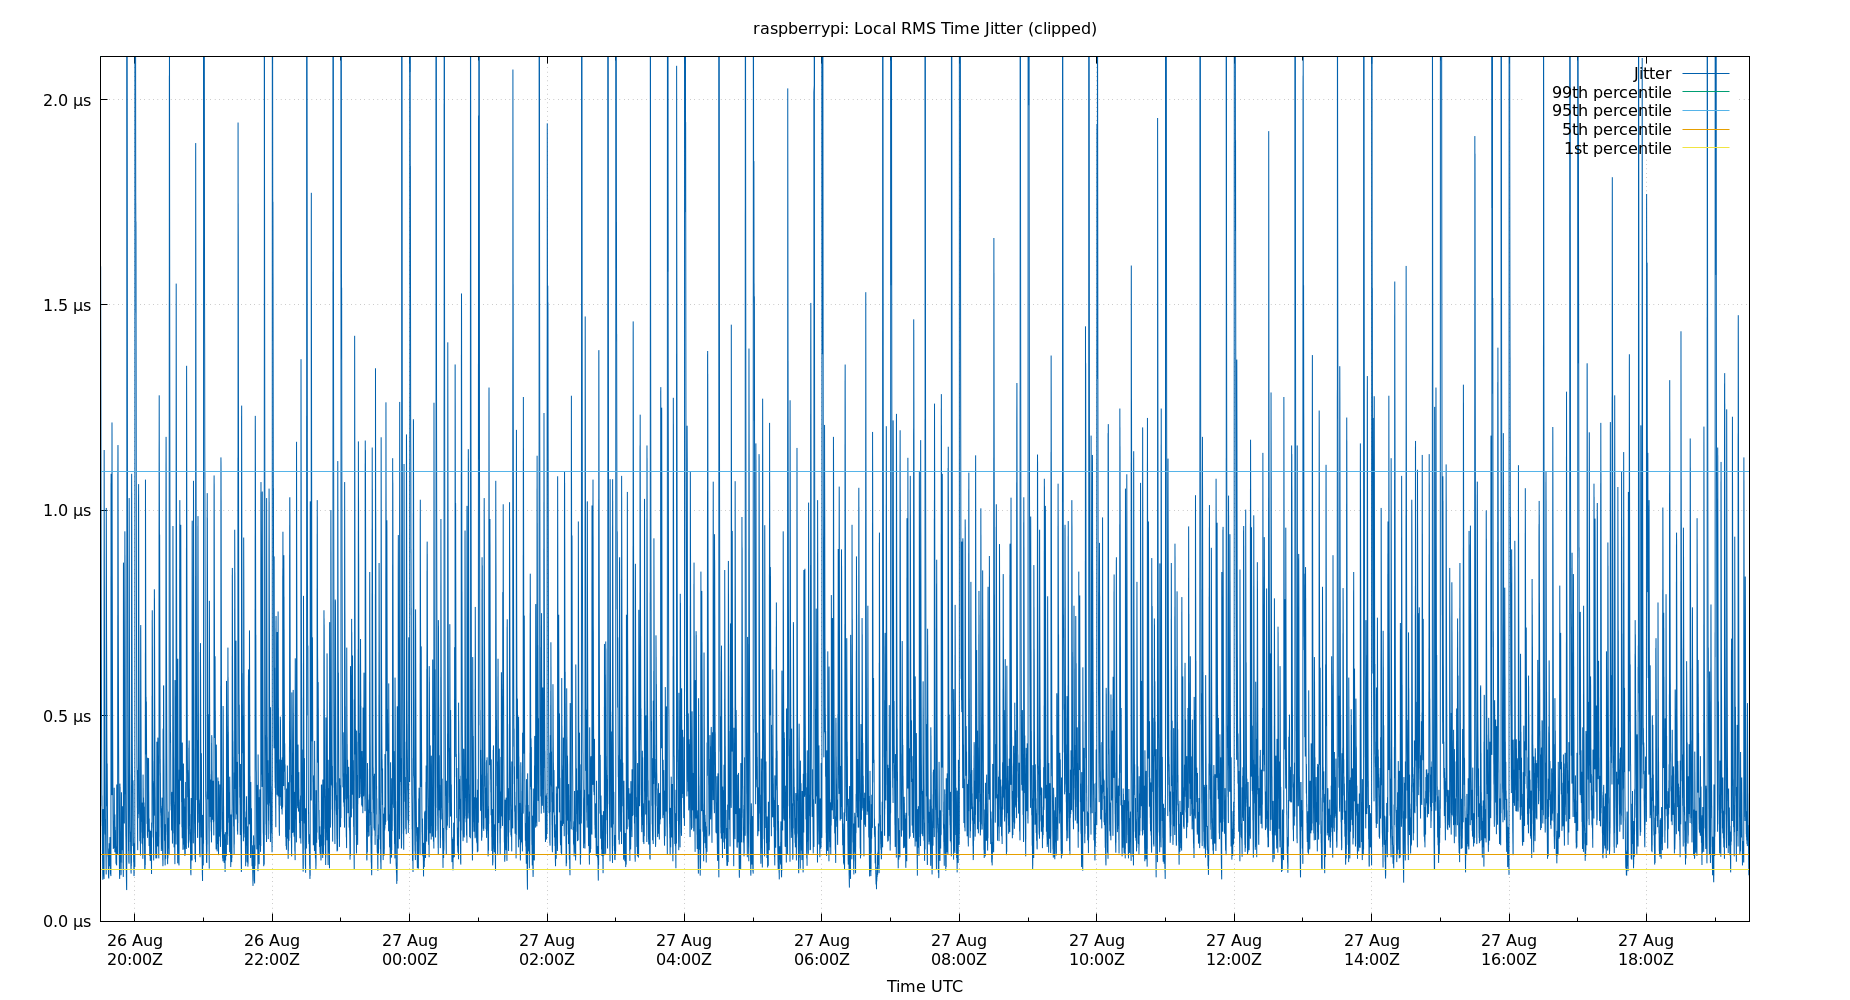 raspberrypi: Local RMS Time Jitter (clipped)
Jitter
99th percentile
95th percentile
5th percentile
1st percentile
2.0 µs
1.5 µs
1.0 µs
0.5 µs
0.0 µs
26 Aug 26 Aug 27 Aug 27 Aug 27 Aug 27 Aug 27 Aug 27 Aug 27 Aug 27 Aug 27 Aug 27 Aug
20:00Z 22:00Z 00:00Z 02:00Z 04:00Z 06:00Z 08:00Z 10:00Z 12:00Z 14:00Z 16:00Z 18:00Z
Time UTC